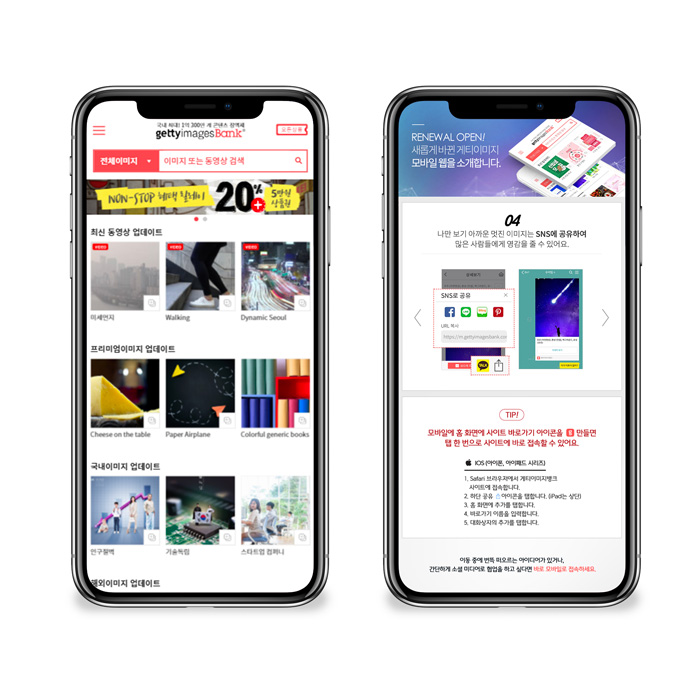 국내 최대! 1억 300만 개 콘텐츠 정액제
gettyimagesBank
모든상품
전체이미지
이미지 또는 동영상 검색
NON-STOP 혜택 릴레이
20%
+
5만원
상품권
최신 동영상 업데이트
VIDEO
VIDEO
VIDEO
미세먼지
Walking
Dynamic Seoul
프리미엄이미지 업데이트
Cheese on the table
Paper Airplane
Colorful generic books
국내이미지 업데이트
인구절벽
기술독립
스타트업 컴퍼니
해외이미지 업데이트
RENEWAL OPEN!
새롭게 바뀐 게티이미지
모바일 웹을 소개합니다.
04
나만 보기 아까운 멋진 이미지는 SNS에 공유하여
많은 사람들에게 영감을 줄 수 있어요.
SNS로 공유
URL 복사
https://m.gettyimagesbank.co
TALK
TIP!
모바일에 홈 화면에 사이트 바로가기 아이콘을 만들면
탭 한 번으로 사이트에 바로 접속할 수 있어요.
IOS (아이폰, 아이패드 시리즈)
1. Safari 브라우저에서 게티이미지뱅크
사이트에 접속합니다.
2. 하단 공유 아이콘을 탭합니다. (iPad는 상단)
3. 홈 화면에 추가를 탭합니다.
4. 바로가기 이름을 입력합니다.
5. 대화상자의 추가를 탭합니다.
이동 중에 번뜩 떠오르는 아이디어가 있거나,
간단하게 소셜 미디어로 협업을 하고 싶다면 바로 모바일로 접속하세요.